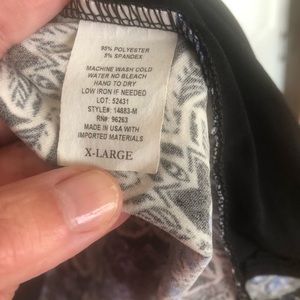 95% POLYESTER
5% SPANDEX
MACHINE WASH COLD
WATER NO BLEACH
HANG TO DRY
LOW IRON IF NEEDED
LOT: 52431
STYLE#: 14883-M
RN#: 96263
MADE IN USA WITH
IMPORTED MATERIALS
X-LARGE